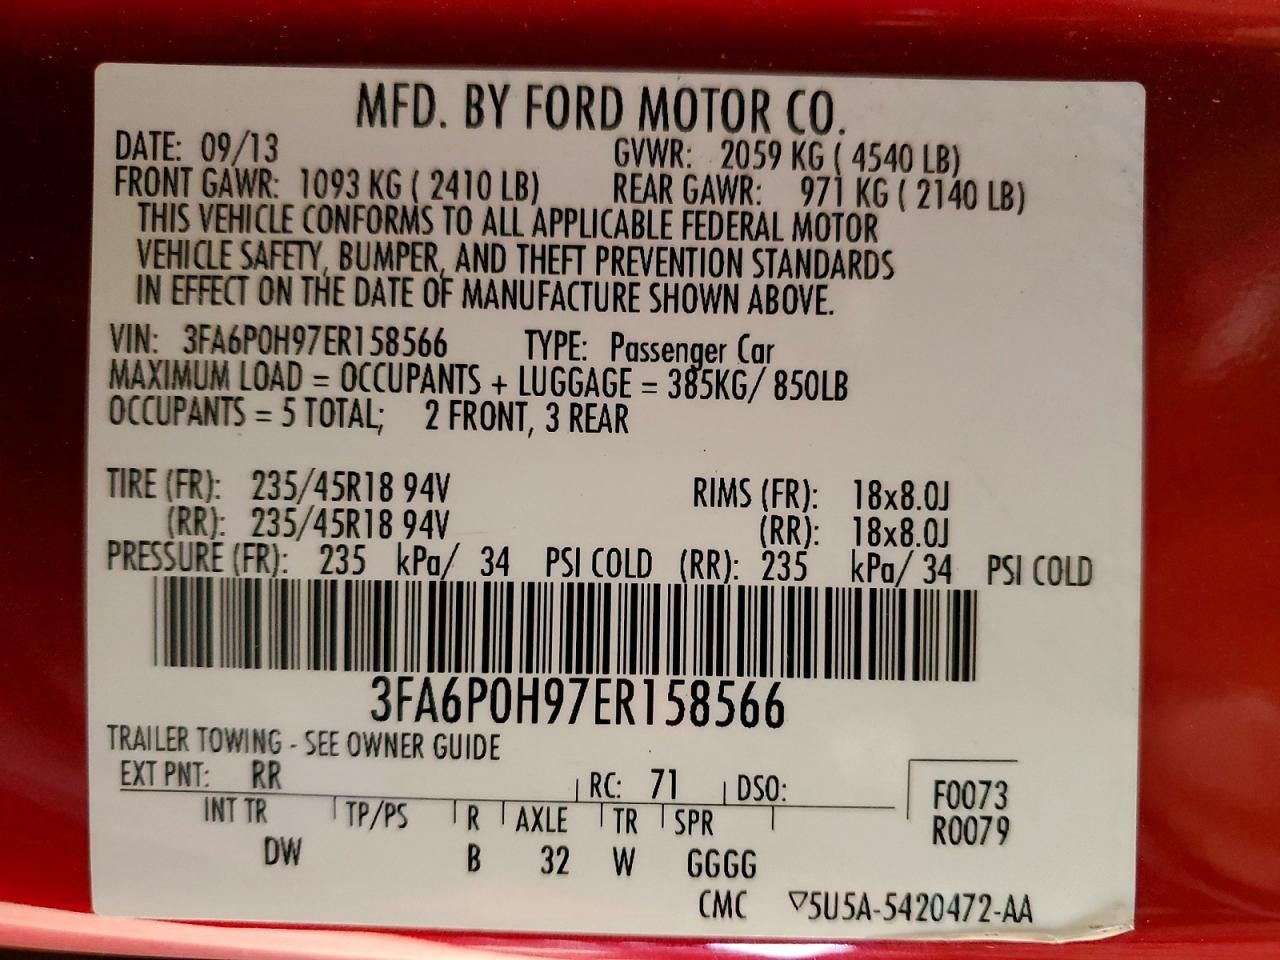 MFD. BY FORD MOTOR CO.
DATE: 09/13 GVWR: 2059 KG ( 4540 LB)
FRONT GAWR: 1093 KG ( 2410 LB) REAR GAWR: 971 KG ( 2140 LB)
THIS VEHICLE CONFORMS TO ALL APPLICABLE FEDERAL MOTOR
VEHICLE SAFETY, BUMPER, AND THEFT PREVENTION STANDARDS
IN EFFECT ON THE DATE OF MANUFACTURE SHOWN ABOVE.
VIN: 3FA6P0H97ER158566 TYPE: Passenger Car
MAXIMUM LOAD = OCCUPANTS + LUGGAGE = 385KG/ 850LB
OCCUPANTS = 5 TOTAL; 2 FRONT, 3 REAR
TIRE (FR): 235/45R18 94V RIMS (FR): 18x8.0J
(RR): 235/45R18 94V (RR): 18x8.0J
PRESSURE (FR): 235 kPa/ 34 PSI COLD (RR): 235 kPa/ 34 PSI COLD
3FA6P0H97ER158566
TRAILER TOWING - SEE OWNER GUIDE
EXT PNT: RR RC: 71 DSO: F0073
INT TR TP/PS R AXLE TR SPR R0079
DW B 32 W GGGG
CMC ▽5U5A-5420472-AA